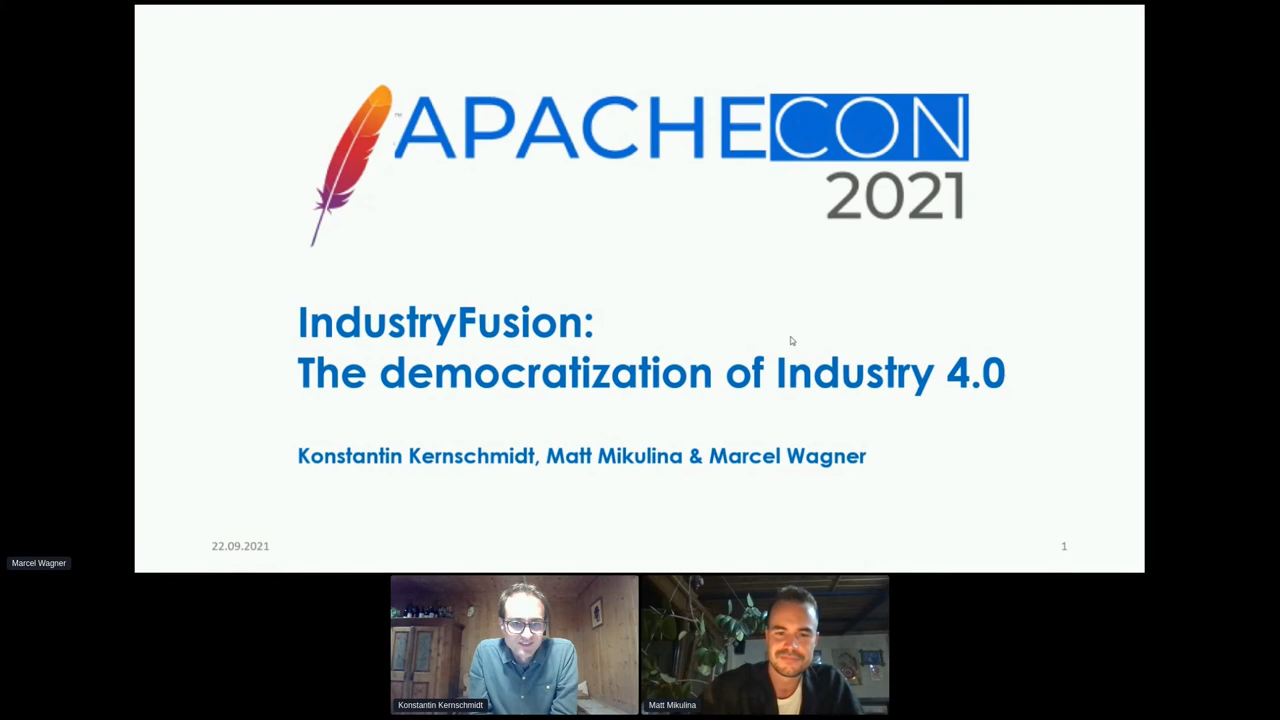 ™
APACHECON
2021
IndustryFusion:
The democratization of Industry 4.0
Konstantin Kernschmidt, Matt Mikulina & Marcel Wagner
22.09.2021
1
Marcel Wagner
Konstantin Kernschmidt
Matt Mikulina